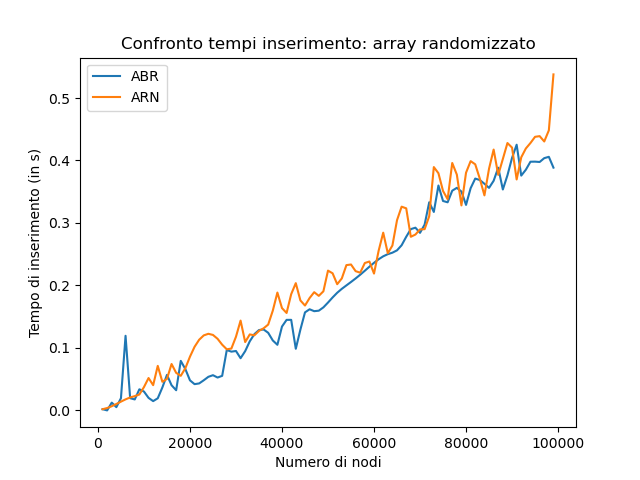 Confronto tempi inserimento: array randomizzato
ABR
ARN
0.5
0.4
0.3
0.2
0.1
0.0
Tempo di inserimento (in s)
0 20000 40000 60000 80000 100000
Numero di nodi